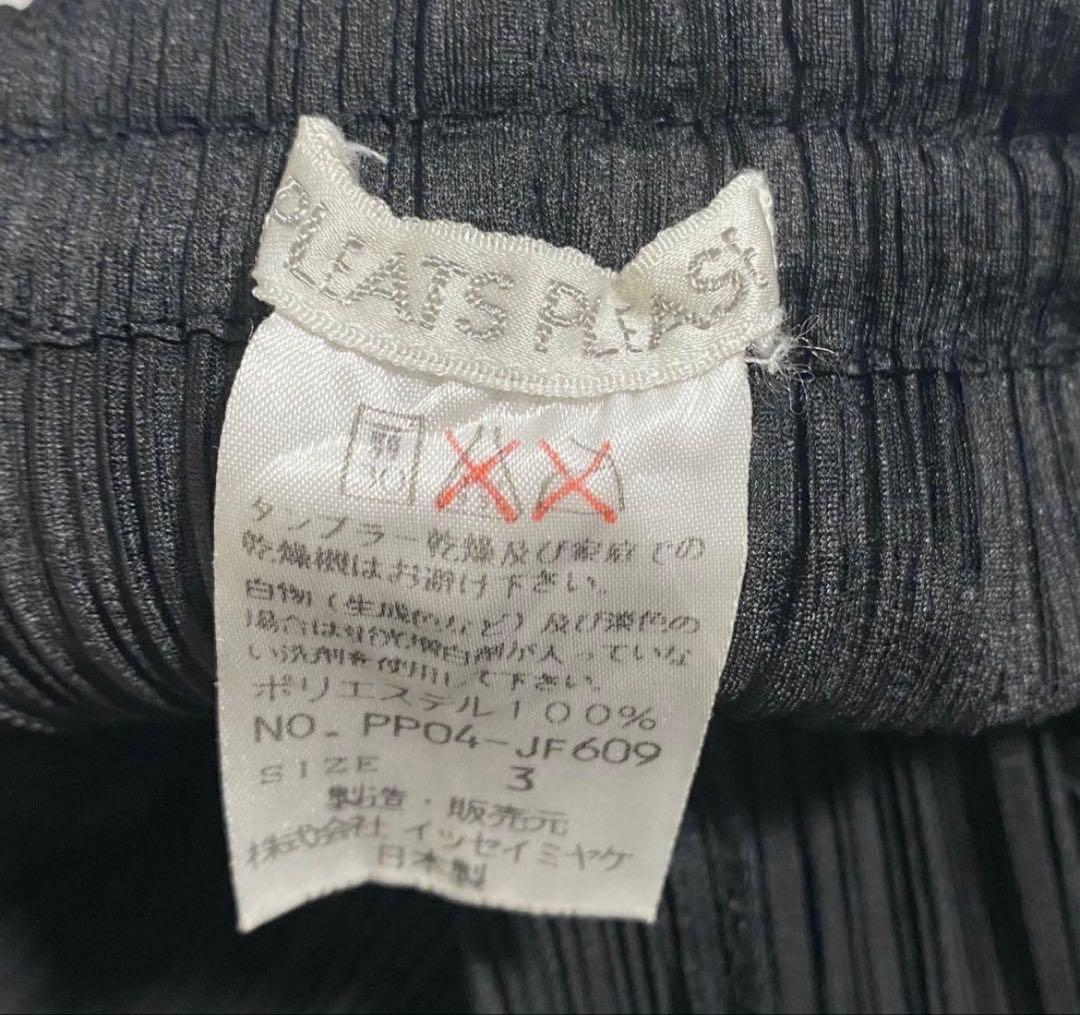 PLEATS PLEASE
弱
30
タンブラー乾燥及び家庭での
乾燥機はお避け下さい。
白物(生成色など)及び淡色の
場合は蛍光増白剤が入っていな
い洗剤を使用して下さい。
ポリエステル100%
NO. PP04-JF609
SIZE 3
製造・販売元
株式会社イッセイミヤケ
日本製